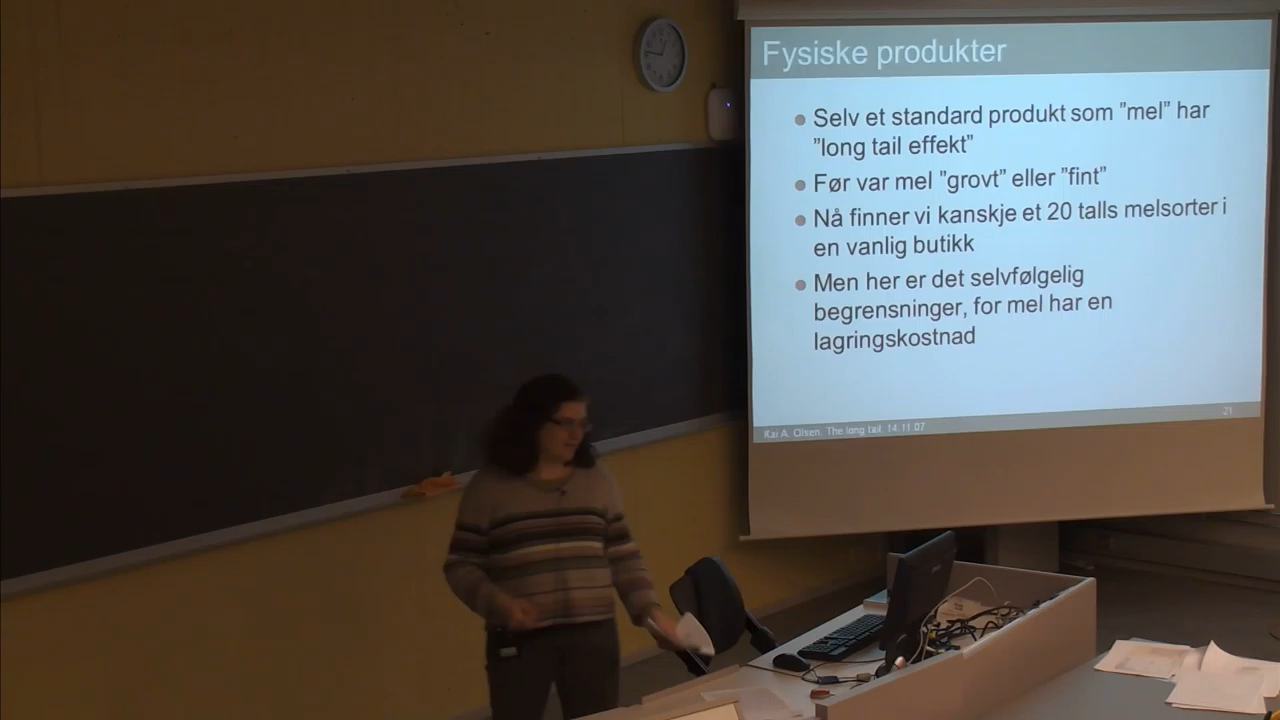 Fysiske produkter
Selv et standard produkt som ”mel” har
”long tail effekt”
Før var mel ”grovt” eller ”fint”
Nå finner vi kanskje et 20 talls melsorter i
en vanlig butikk
Men her er det selvfølgelig
begrensninger, for mel har en
lagringskostnad
21
Kai A. Olsen, The long tail, 14.11.07